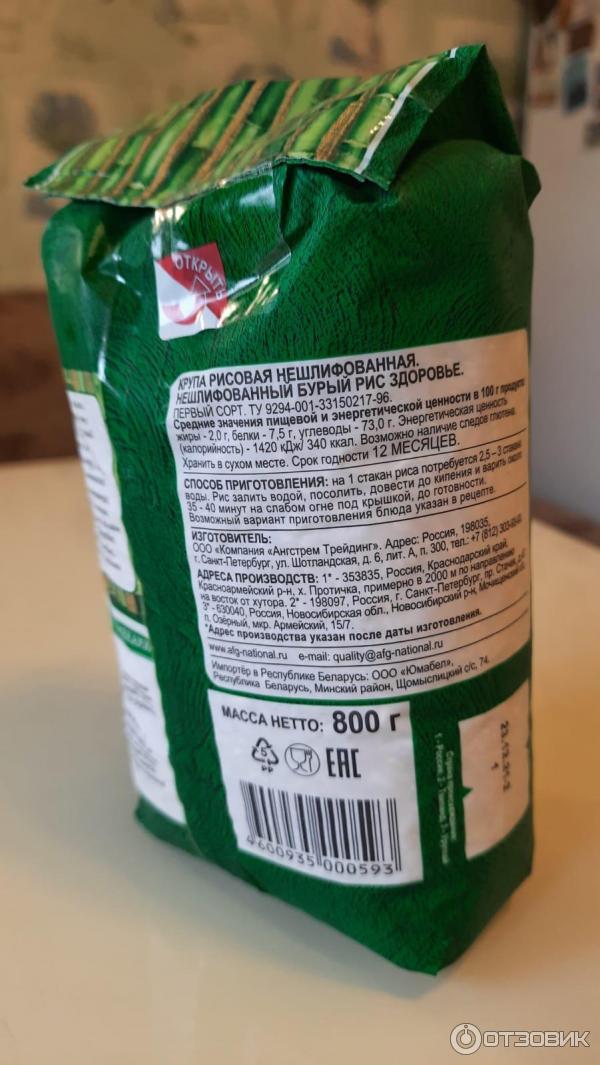 ОТКРЫТЬ
КРУПА РИСОВАЯ НЕШЛИФОВАННАЯ.
НЕШЛИФОВАННЫЙ БУРЫЙ РИС ЗДОРОВЬЕ.
ПЕРВЫЙ СОРТ. ТУ 9294-001-33150217-96.
Средние значения пищевой и энергетической ценности в 100 г продукта:
жиры - 2,0 г, белки - 7,5 г, углеводы - 73,0 г. Энергетическая ценность
(калорийность) - 1420 кДж/ 340 ккал. Возможно наличие следов глютена.
Хранить в сухом месте. Срок годности 12 МЕСЯЦЕВ.
СПОСОБ ПРИГОТОВЛЕНИЯ: на 1 стакан риса потребуется 2,5 – 3 стакана
воды. Рис залить водой, посолить, довести до кипения и варить около
35 - 40 минут на слабом огне под крышкой, до готовности.
Возможный вариант приготовления блюда указан в рецепте.
ИЗГОТОВИТЕЛЬ:
ООО «Компания «Ангстрем Трейдинг». Адрес: Россия, 198035,
г. Санкт-Петербург, ул. Шотландская, д. 6, лит. А, п. 300, тел.: +7 (812)
АДРЕСА ПРОИЗВОДСТВ: 1* - 353835, Россия, Краснодарский край,
Красноармейский р-н, х. Протичка, примерно в 2000 м по направлению
на восток от хутора. 2* - 198097, Россия, г. Санкт-Петербург, пр. Стачек, д.
3* - 630040, Россия, Новосибирская обл., Новосибирский р-н, Мочищенский
п. Озёрный, мкр. Армейский, 15/7.
*Адрес производства указан после даты изготовления.
www.afg-national.ru e-mail: quality@afg-national.ru
Импортёр в Республике Беларусь: ООО «Юмабел»,
Республика Беларусь, Минский район, Щомыслицкий с/с, 74.
МАССА НЕТТО: 800 г
5
PP
EAC
4600935 000593
ОТЗОВИК